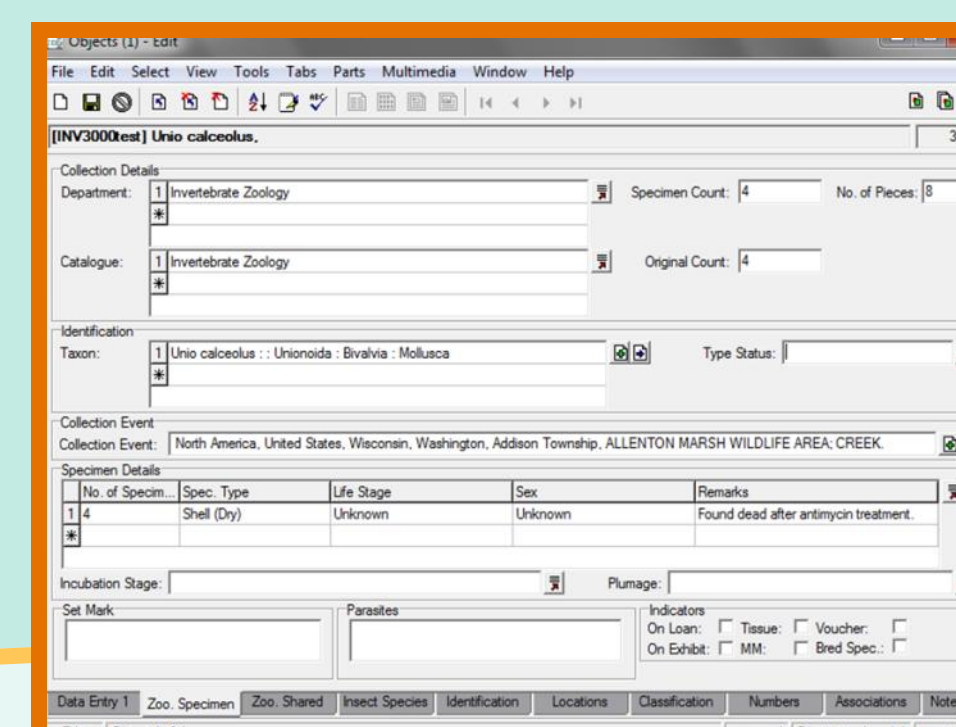 Objects (1) - Edit
File Edit Select View Tools Tabs Parts Multimedia Window Help
[INV3000test] Unio calceolus, 3
Collection Details
Department: 1 Invertebrate Zoology Specimen Count: 4 No. of Pieces: 8
Catalogue: 1 Invertebrate Zoology Original Count: 4
Identification
Taxon: 1 Unio calceolus : : Unionoida : Bivalvia : Mollusca Type Status:
Collection Event
Collection Event: North America, United States, Wisconsin, Washington, Addison Township, ALLENTON MARSH WILDLIFE AREA; CREEK.
Specimen Details
No. of Specim... Spec. Type Life Stage Sex Remarks
1 4 Shell (Dry) Unknown Unknown Found dead after antimycin treatment.
Incubation Stage: Plumage:
Set Mark Parasites Indicators
On Loan: Tissue: Voucher:
On Exhibit: MM: Bred Spec.:
Data Entry 1 Zoo. Specimen Zoo. Shared Insect Species Identification Locations Classification Numbers Associations Note